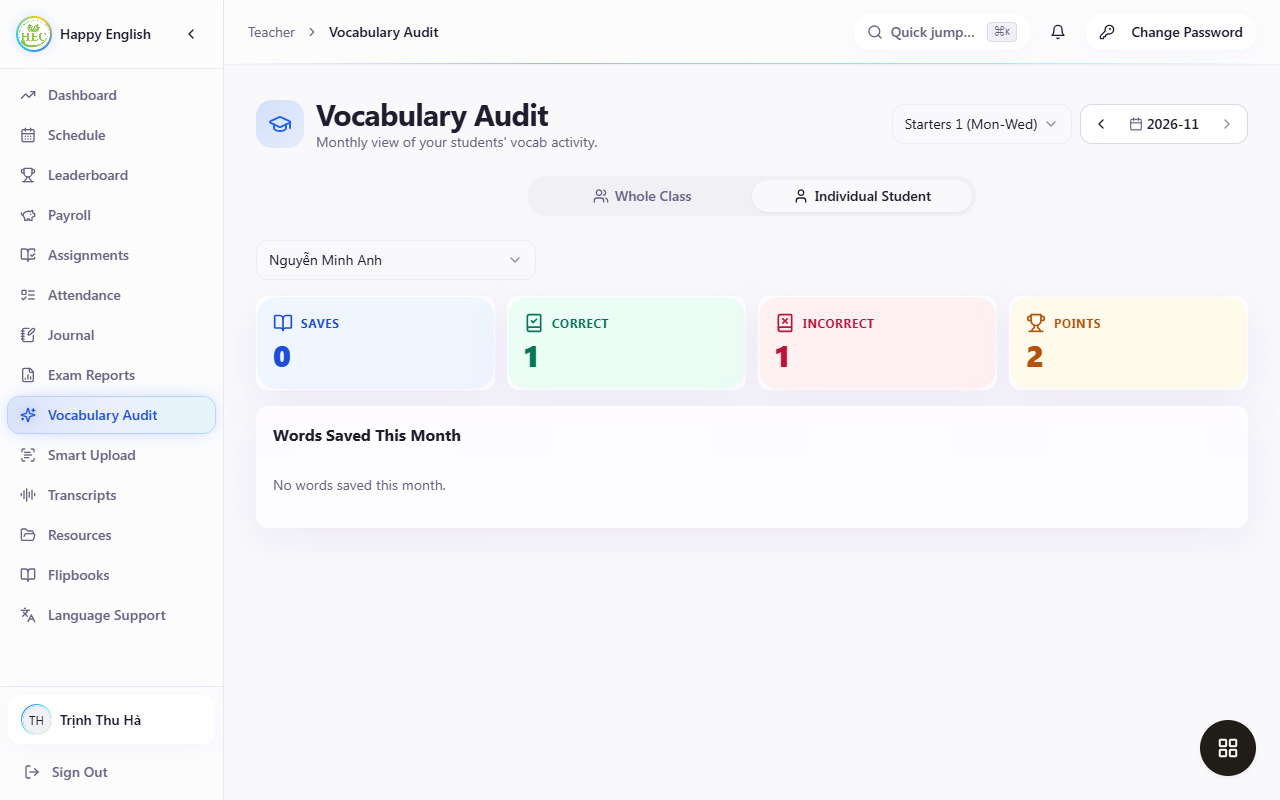 HEC
Happy English
Dashboard
Schedule
Leaderboard
Payroll
Assignments
Attendance
Journal
Exam Reports
Vocabulary Audit
Smart Upload
Transcripts
Resources
Flipbooks
Language Support
TH
Trịnh Thu Hà
Sign Out
Teacher
Vocabulary Audit
Quick jump...
⌘K
Change Password
Vocabulary Audit
Monthly view of your students' vocab activity.
Starters 1 (Mon-Wed)
2026-11
Whole Class
Individual Student
Nguyễn Minh Anh
SAVES
0
CORRECT
1
INCORRECT
1
POINTS
2
Words Saved This Month
No words saved this month.